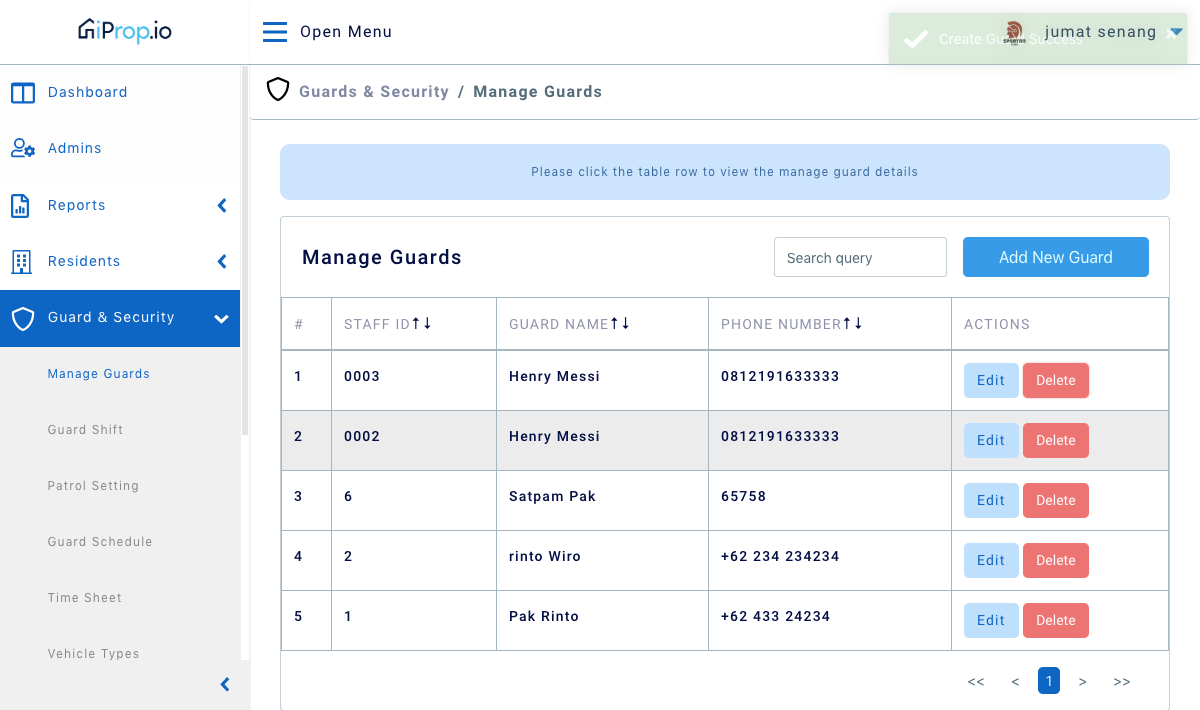 iProp.io
Open Menu
Create Guard Success
jumat senang
Dashboard
Admins
Reports
Residents
Guard & Security
Manage Guards
Guard Shift
Patrol Setting
Guard Schedule
Time Sheet
Vehicle Types
Guards & Security / Manage Guards
Please click the table row to view the manage guard details
Manage Guards
Search query
Add New Guard
# STAFF ID GUARD NAME PHONE NUMBER ACTIONS
1 0003 Henry Messi 0812191633333 Edit Delete
2 0002 Henry Messi 0812191633333 Edit Delete
3 6 Satpam Pak 65758 Edit Delete
4 2 rinto Wiro +62 234 234234 Edit Delete
5 1 Pak Rinto +62 433 24234 Edit Delete
<< < 1 > >>